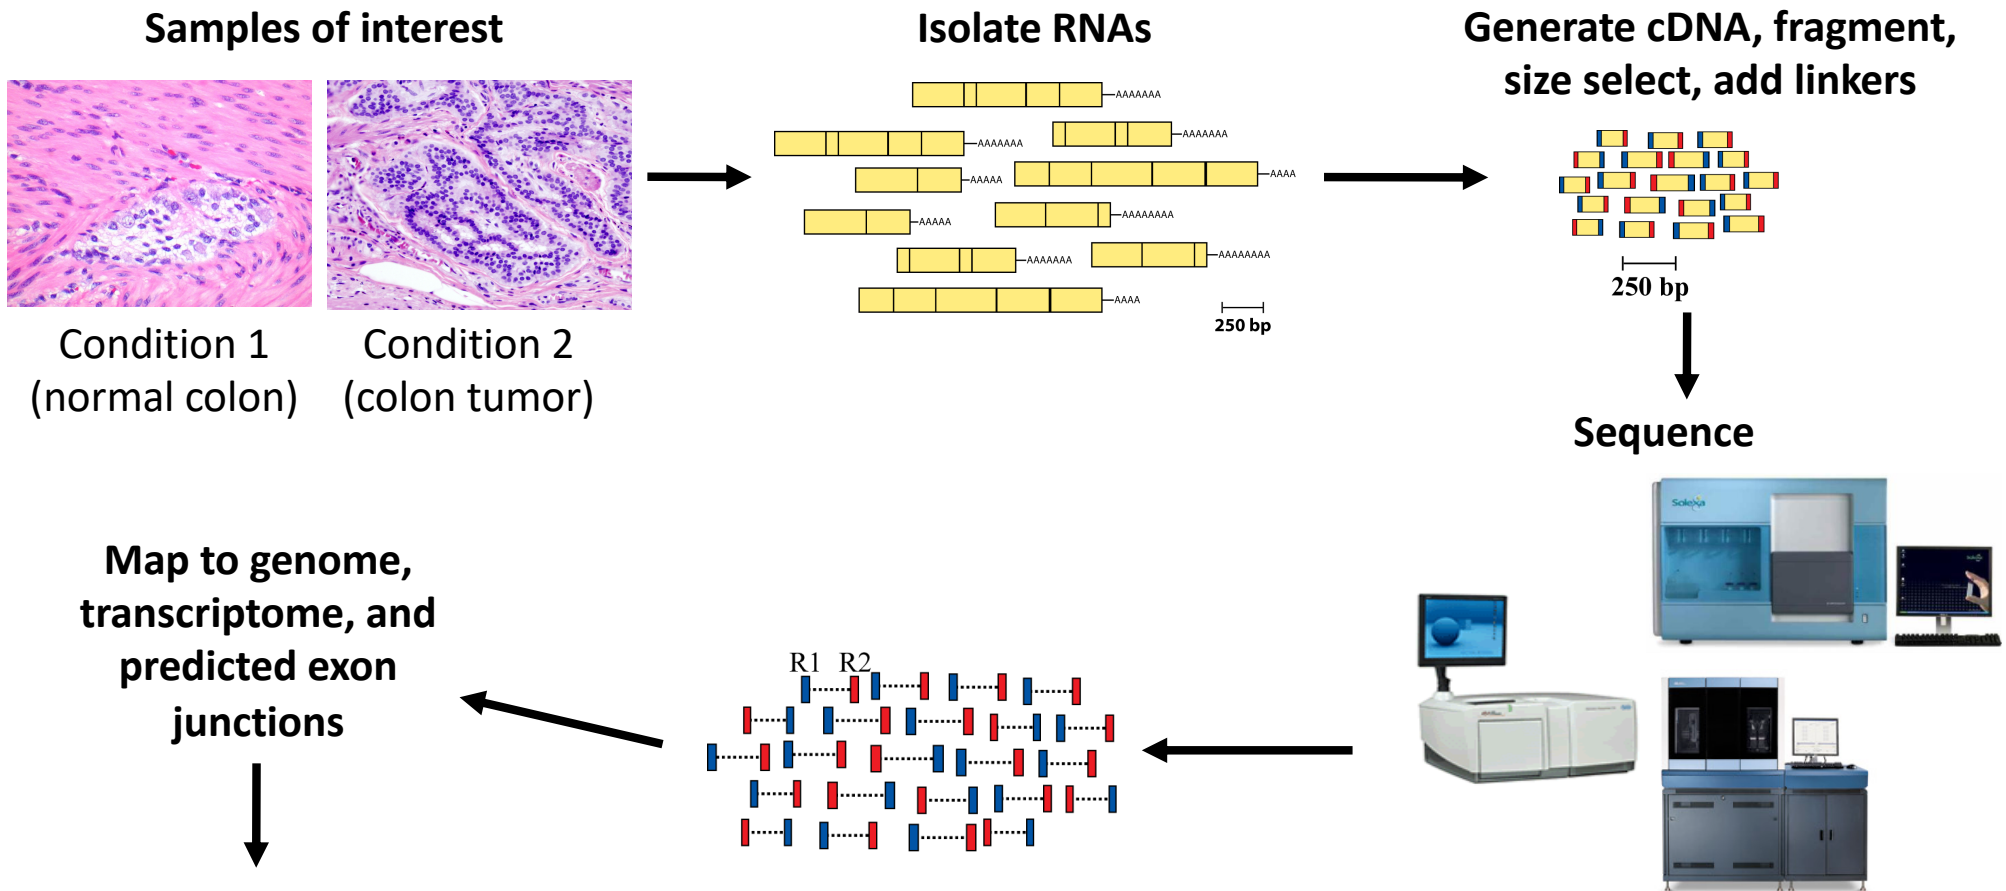 Samples of interest
Condition 1
(normal colon)
Condition 2
(colon tumor)
Isolate RNAs
AAAAAAA
AAAAAAA
AAAAAAA
AAAAA
AAAA
AAAAA
AAAAAAAA
AAAAAAA
AAAAAAAA
AAAA
250 bp
Generate cDNA, fragment,
size select, add linkers
250 bp
Sequence
Solexa
R1 R2
Map to genome,
transcriptome, and
predicted exon
junctions